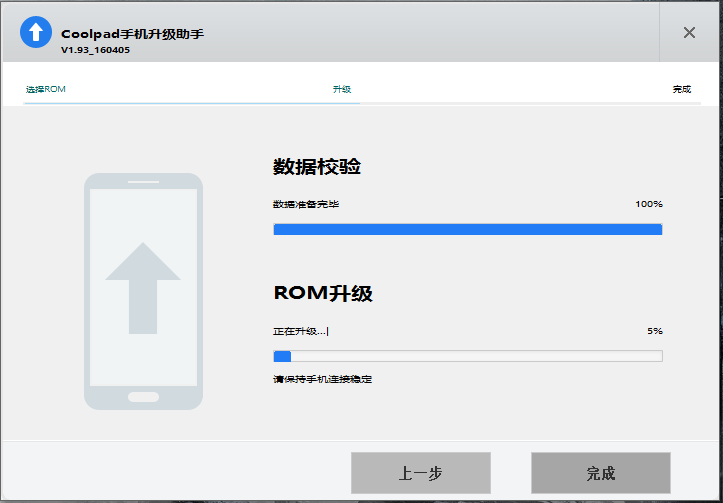 Coolpad手机升级助手
V1.93_160405
选择ROM
升级
完成
数据校验
数据准备完毕
100%
ROM升级
正在升级...|
5%
请保持手机连接稳定
上一步
完成